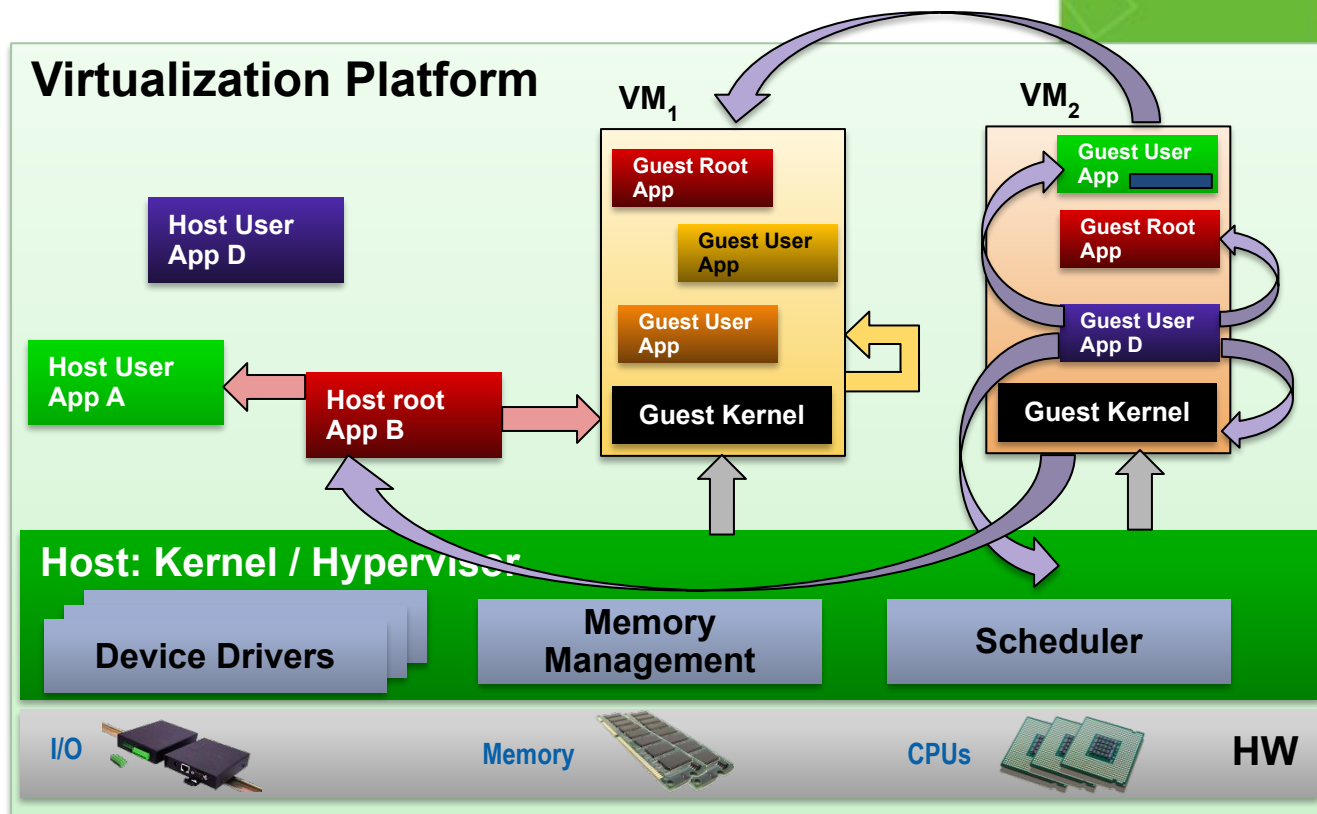 Virtualization Platform
VM1
VM2
Guest Root
App
Guest User
App
Guest User
App
Guest Kernel
Guest User
App
Guest Root
App
Guest User
App D
Guest Kernel
Host User
App D
Host User
App A
Host root
App B
Host: Kernel / Hypervisor
Device Drivers
Memory
Management
Scheduler
I/O
Memory
CPUs
HW